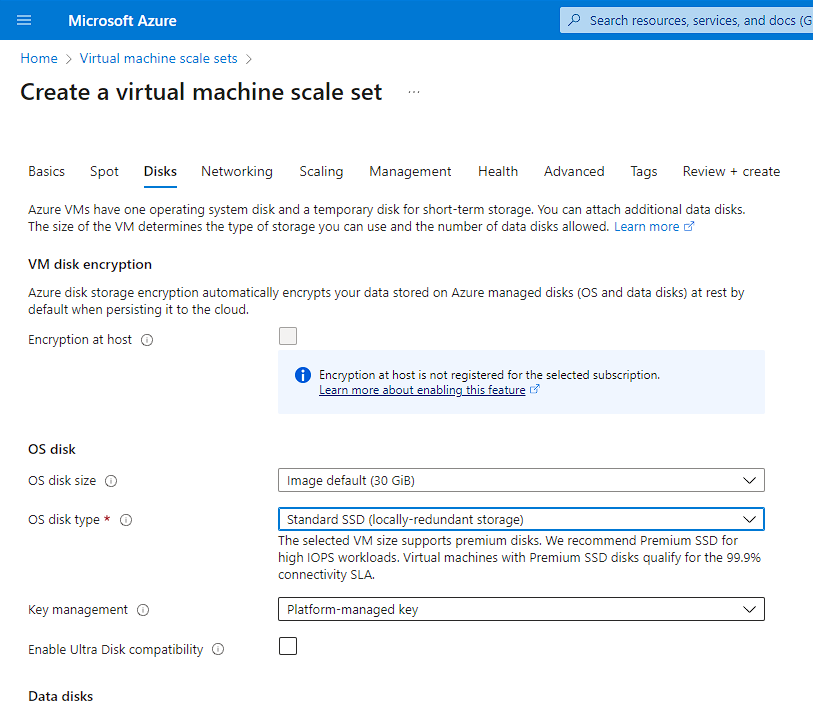 Microsoft Azure
Search resources, services, and docs (G
Home > Virtual machine scale sets >
Create a virtual machine scale set ...
Basics Spot Disks Networking Scaling Management Health Advanced Tags Review + create
Azure VMs have one operating system disk and a temporary disk for short-term storage. You can attach additional data disks.
The size of the VM determines the type of storage you can use and the number of data disks allowed. Learn more
VM disk encryption
Azure disk storage encryption automatically encrypts your data stored on Azure managed disks (OS and data disks) at rest by
default when persisting it to the cloud.
Encryption at host
Encryption at host is not registered for the selected subscription.
Learn more about enabling this feature
OS disk
OS disk size
Image default (30 GiB)
OS disk type *
Standard SSD (locally-redundant storage)
The selected VM size supports premium disks. We recommend Premium SSD for
high IOPS workloads. Virtual machines with Premium SSD disks qualify for the 99.9%
connectivity SLA.
Key management
Platform-managed key
Enable Ultra Disk compatibility
Data disks